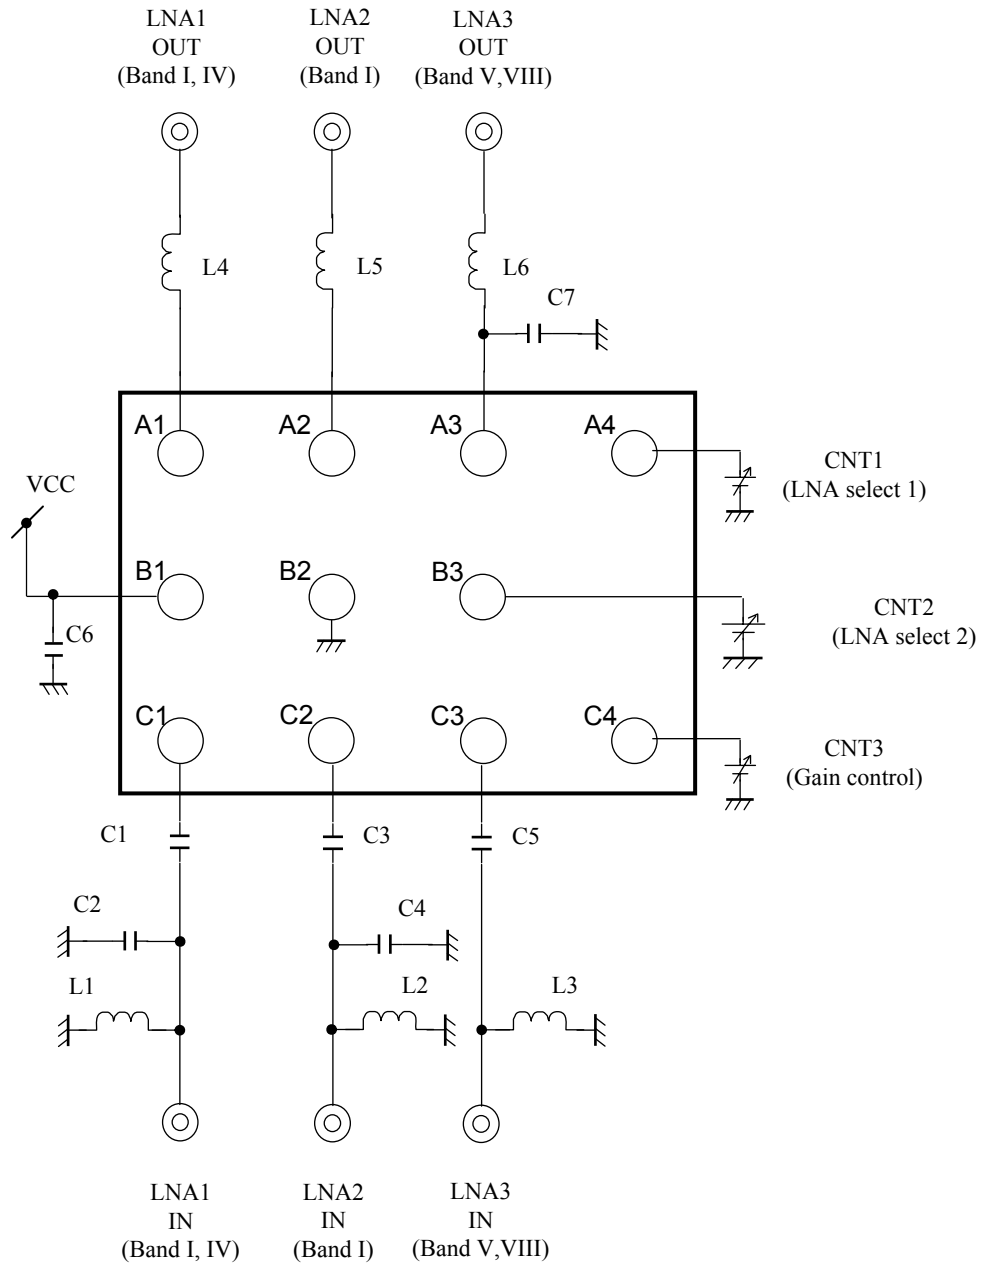 LNA1
OUT
(Band I, IV)
LNA2
OUT
(Band I)
LNA3
OUT
(Band V,VIII)
L4
L5
L6
C7
A1
A2
A3
A4
CNT1
(LNA select 1)
VCC
B1
B2
B3
C6
CNT2
(LNA select 2)
C1
C2
C3
C4
CNT3
(Gain control)
C1
C3
C5
C2
C4
L1
L2
L3
LNA1
IN
(Band I, IV)
LNA2
IN
(Band I)
LNA3
IN
(Band V,VIII)